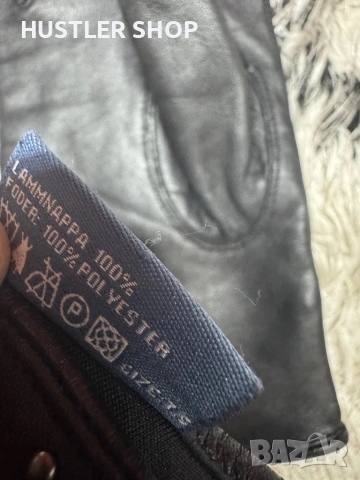 HUSTLER SHOP
LAMMNAPPA 100%
FODER: 100% POLYESTER
P
SIZE: 7.5
bazar